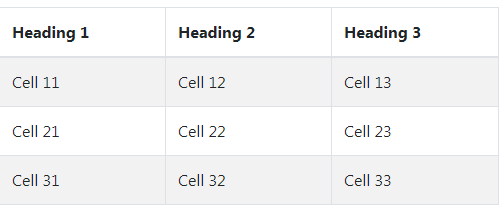 Heading 1 Heading 2 Heading 3
Cell 11 Cell 12 Cell 13
Cell 21 Cell 22 Cell 23
Cell 31 Cell 32 Cell 33